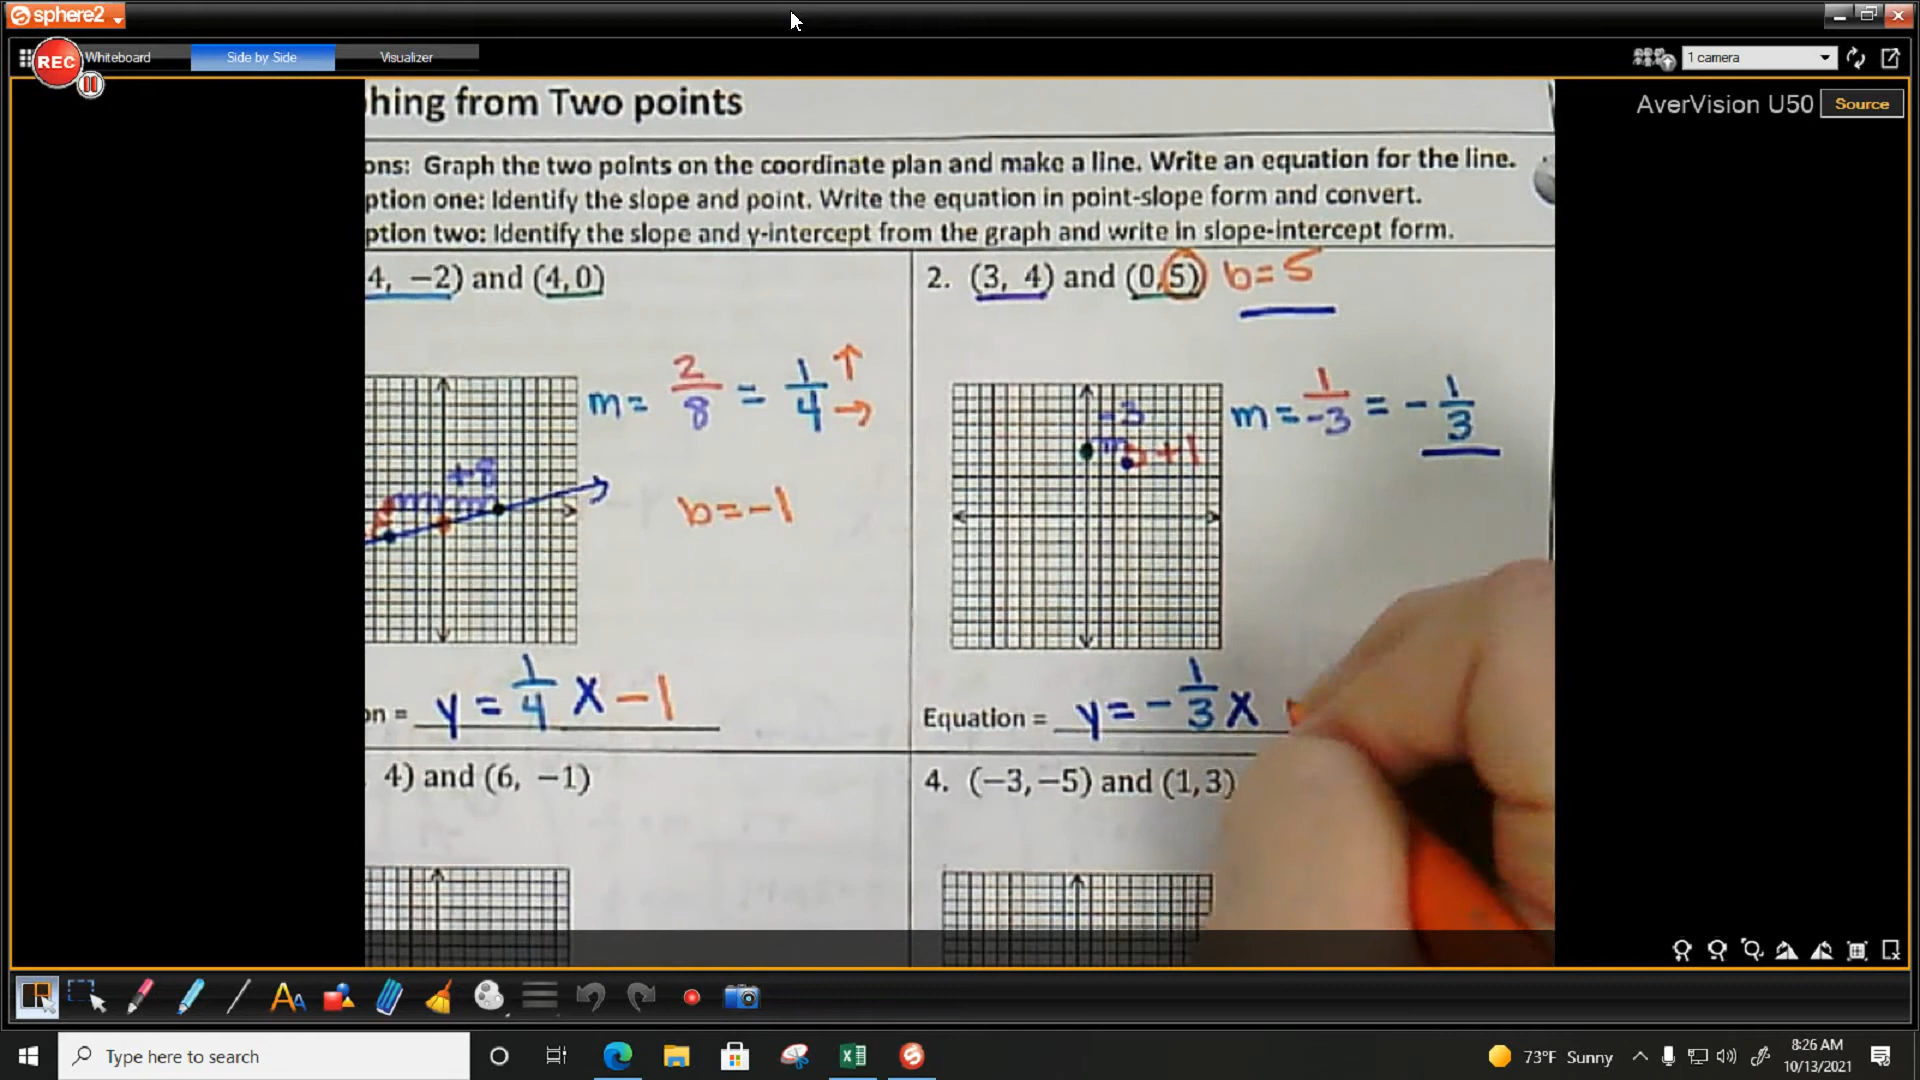 sphere2
REC
Whiteboard
Side by Side
Visualizer
1 camera
AverVision U50
Source
hing from Two points
ons: Graph the two points on the coordinate plan and make a line. Write an equation for the line.
ption one: Identify the slope and point. Write the equation in point-slope form and convert.
ption two: Identify the slope and y-intercept from the graph and write in slope-intercept form.
4, −2) and (4,0)
m = 2/8 = 1/4
+8
b = -1
on = y = 1/4 x - 1
2. (3, 4) and (0,5) b = 5
m = 1/-3 = - 1/3
-3
+1
Equation = y = - 1/3 x
4) and (6, −1)
4. (−3,−5) and (1,3)
Type here to search
73°F Sunny
8:26 AM
10/13/2021